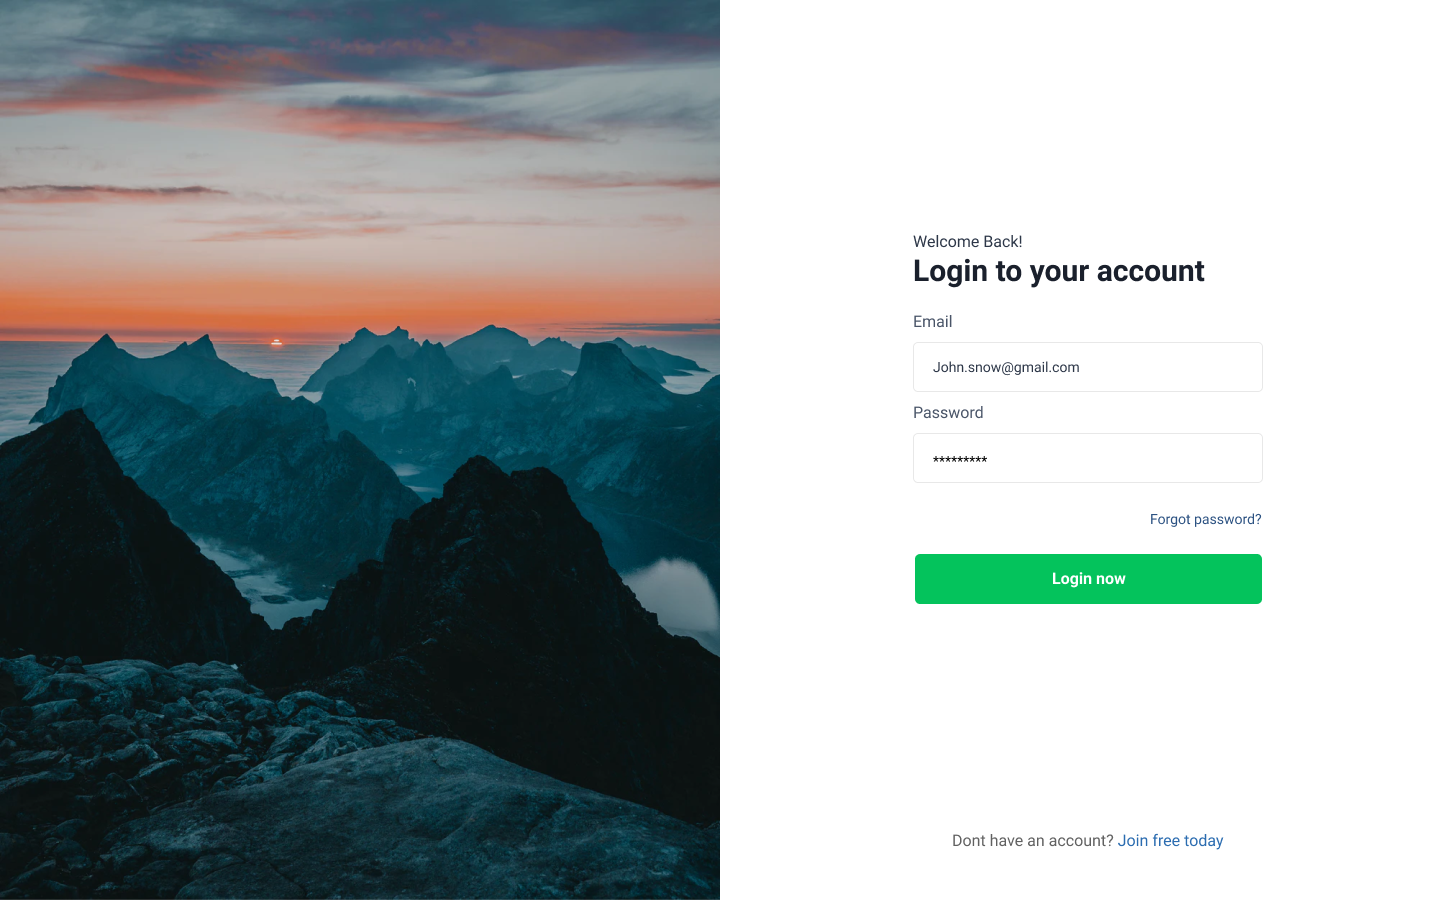 Welcome Back!
Login to your account
Email
John.snow@gmail.com
Password
*********
Forgot password?
Login now
Dont have an account? Join free today